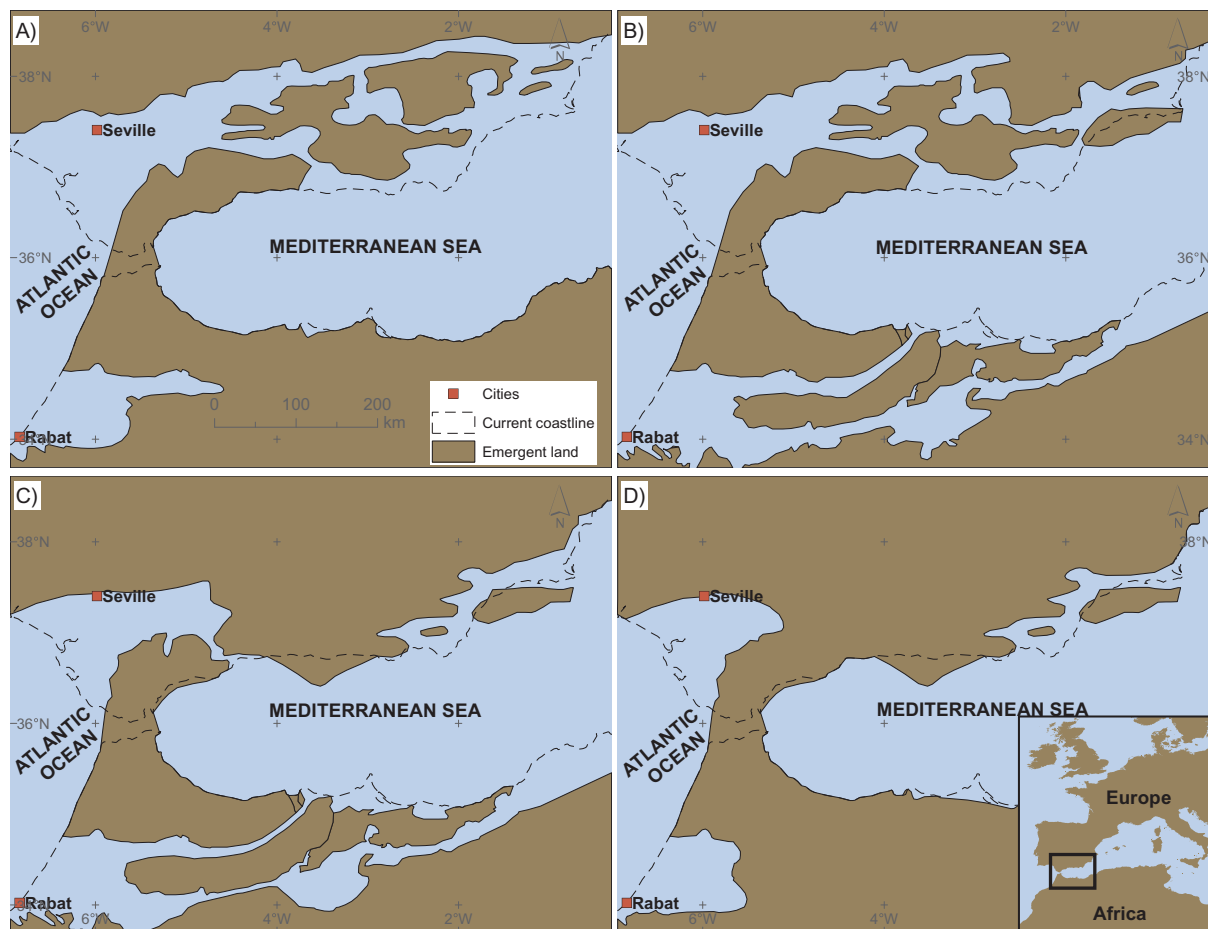 A)
6°W
4°W
2°W
N
38°N
Seville
MEDITERRANEAN SEA
36°N
ATLANTIC
OCEAN
Cities
0 100 200
km
Current coastline
Rabat
Emergent land
B)
6°W
4°W
2°W
N
38°N
Seville
MEDITERRANEAN SEA
36°N
ATLANTIC
OCEAN
Rabat
34°N
C)
N
38°N
Seville
MEDITERRANEAN SEA
36°N
ATLANTIC
OCEAN
Rabat
6°W
4°W
2°W
D)
N
38°N
Seville
MEDITERRANEAN SEA
ATLANTIC
OCEAN
Europe
Rabat
6°W
4°W
Africa